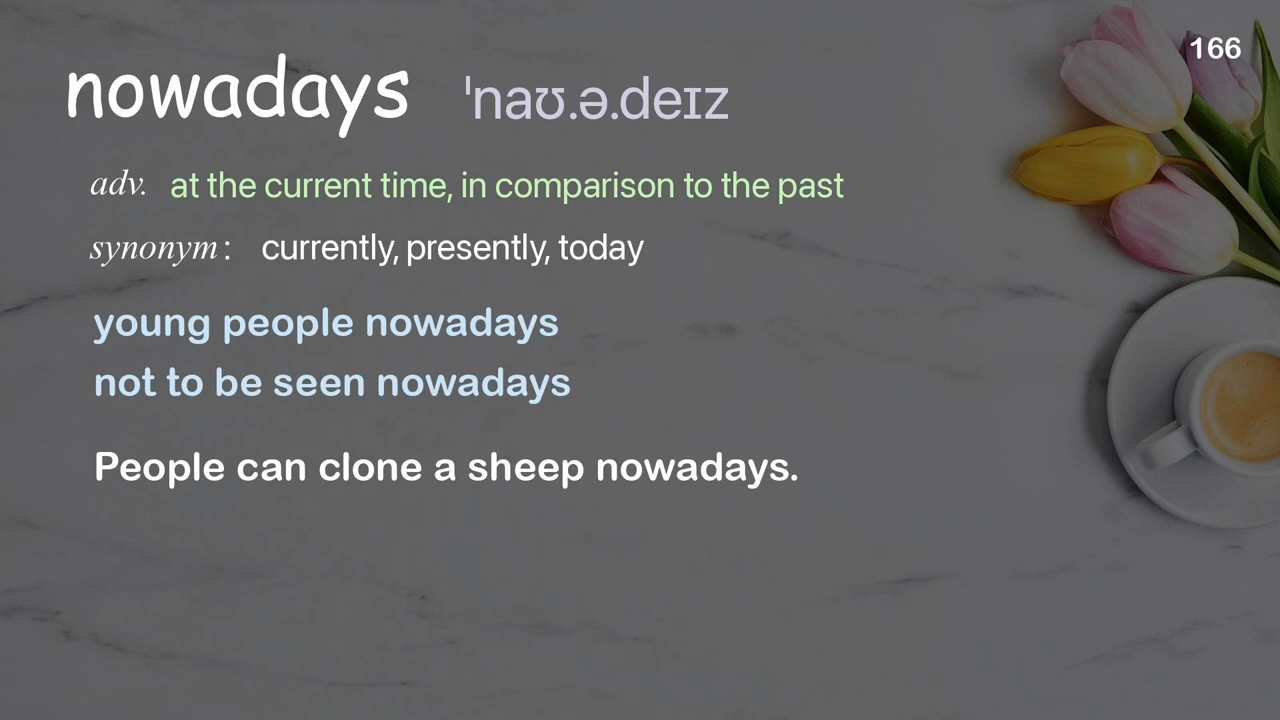 166
nowadays ˈnaʊ.ə.deɪz
adv. at the current time, in comparison to the past
synonym: currently, presently, today
young people nowadays
not to be seen nowadays
People can clone a sheep nowadays.